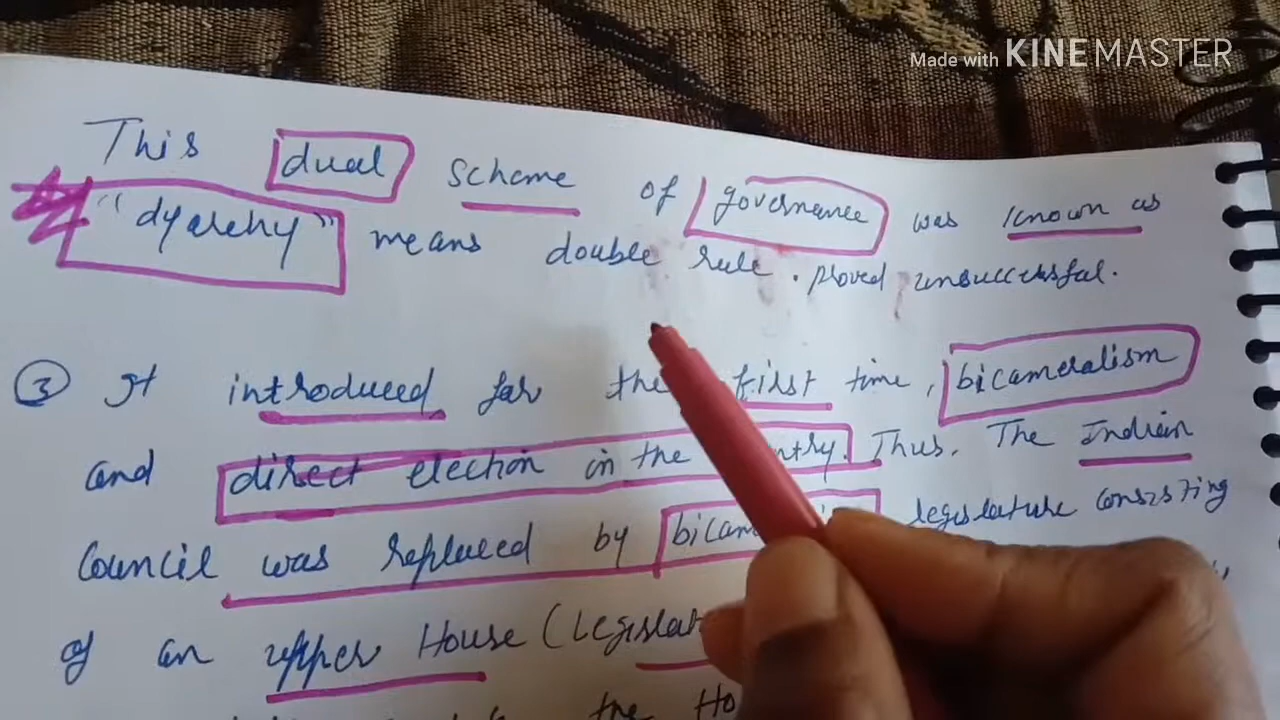 Made with KINEMASTER
This dual scheme of governance was known as
"dyarchy" means double rule. proved unsuccessful.
③ It introduced for the first time, bicameralism
and direct election in the country. Thus, The Indian
Council was replaced by legislature consisting
of an upper House (
the